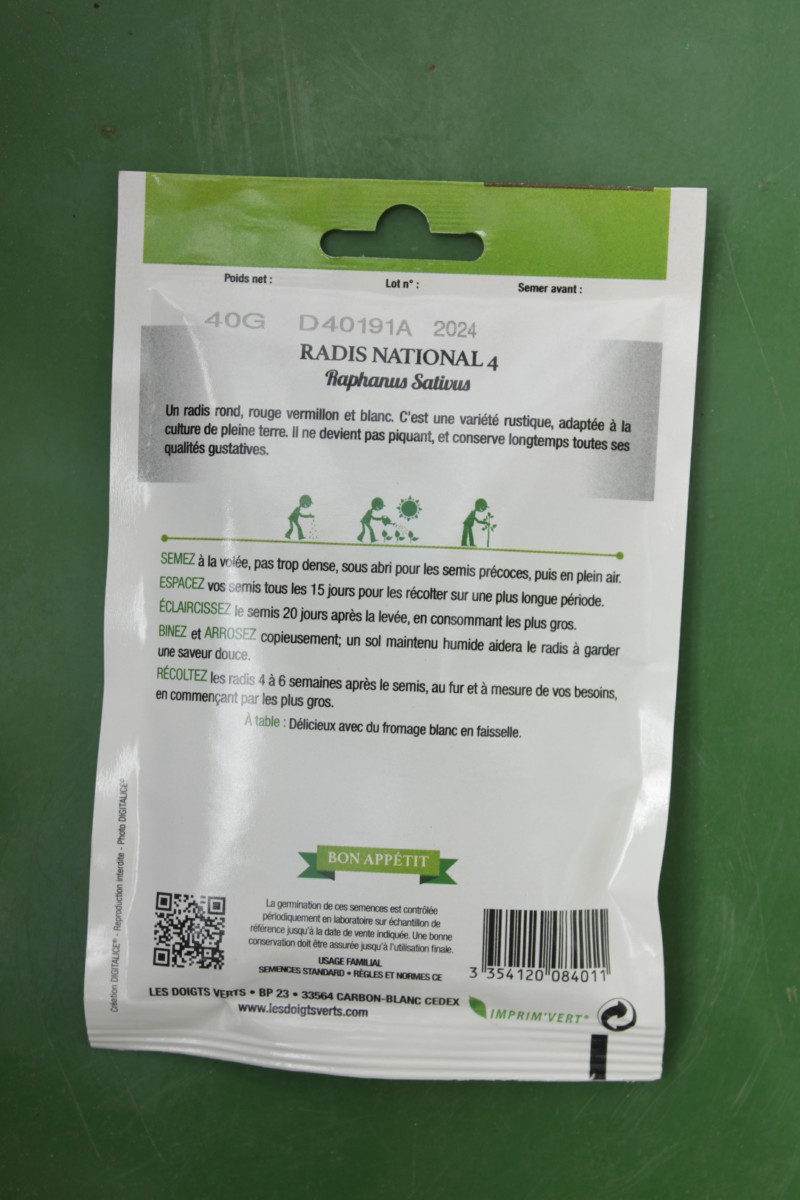 Poids net : Lot n° : Semer avant :
40G D40191A 2024
RADIS NATIONAL 4
Raphanus Sativus
Un radis rond, rouge vermillon et blanc. C'est une variété rustique, adaptée à la
culture de pleine terre. Il ne devient pas piquant, et conserve longtemps toutes ses
qualités gustatives.
SEMEZ à la volée, pas trop dense, sous abri pour les semis précoces, puis en plein air.
ESPACEZ vos semis tous les 15 jours pour les récolter sur une plus longue période.
ÉCLAIRCISSEZ le semis 20 jours après la levée, en consommant les plus gros.
BINEZ et ARROSEZ copieusement; un sol maintenu humide aidera le radis à garder
une saveur douce.
RÉCOLTEZ les radis 4 à 6 semaines après le semis, au fur et à mesure de vos besoins,
en commençant par les plus gros.
À table : Délicieux avec du fromage blanc en faisselle.
Création DIGITALICE® - Reproduction interdite - Photo DIGITALICE®
BON APPÉTIT
La germination de ces semences est contrôlée
périodiquement en laboratoire sur échantillon de
référence jusqu'à la date de vente indiquée. Une bonne
conservation doit être assurée jusqu'à l'utilisation finale.
USAGE FAMILIAL
SEMENCES STANDARD • RÈGLES ET NORMES CE
3 354120 084011
LES DOIGTS VERTS • BP 23 • 33564 CARBON-BLANC CEDEX
www.lesdoigtsverts.com
IMPRIM'VERT®